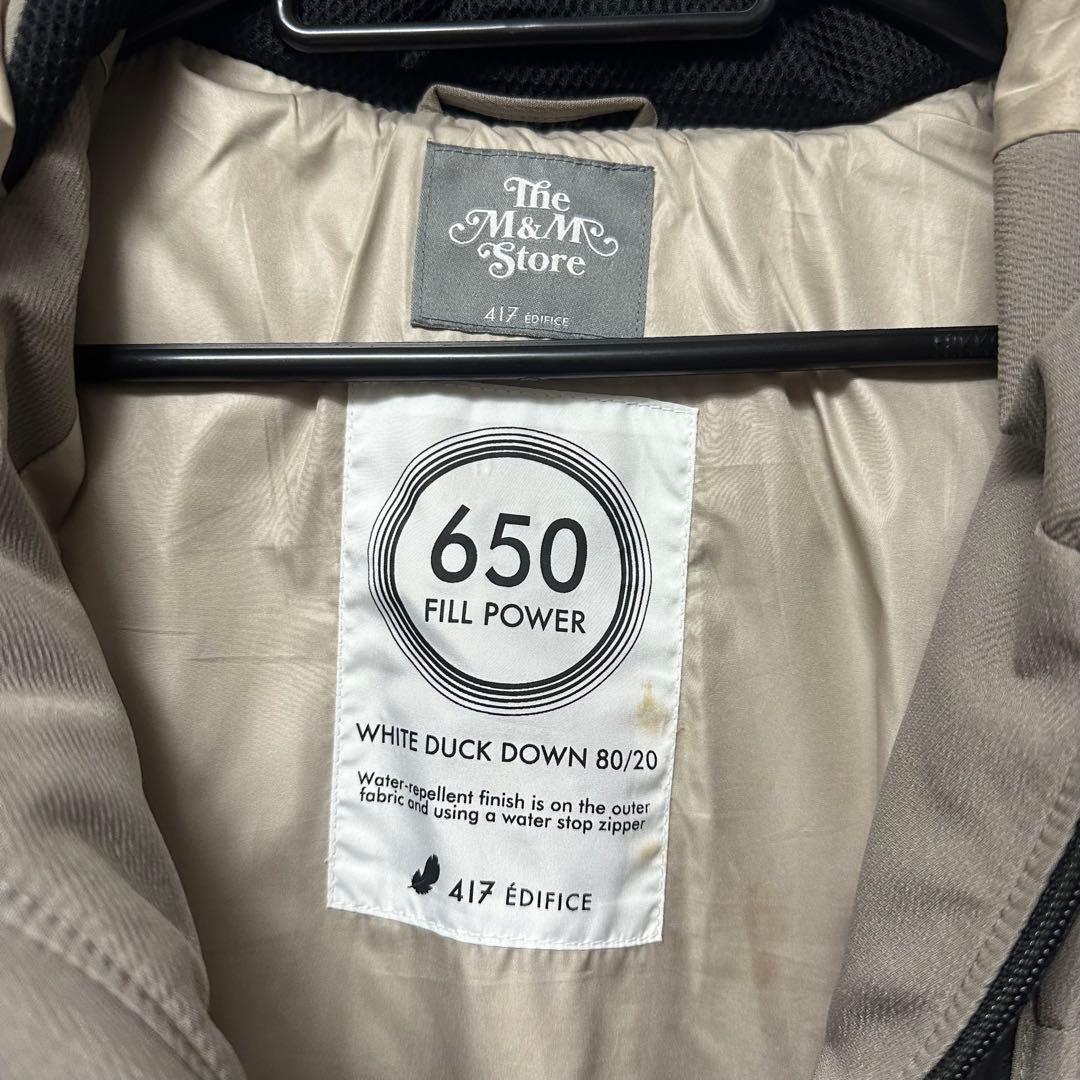 The
M&M
Store
417 ÉDIFICE
650
FILL POWER
WHITE DUCK DOWN 80/20
Water-repellent finish is on the outer
fabric and using a water stop zipper
417 ÉDIFICE